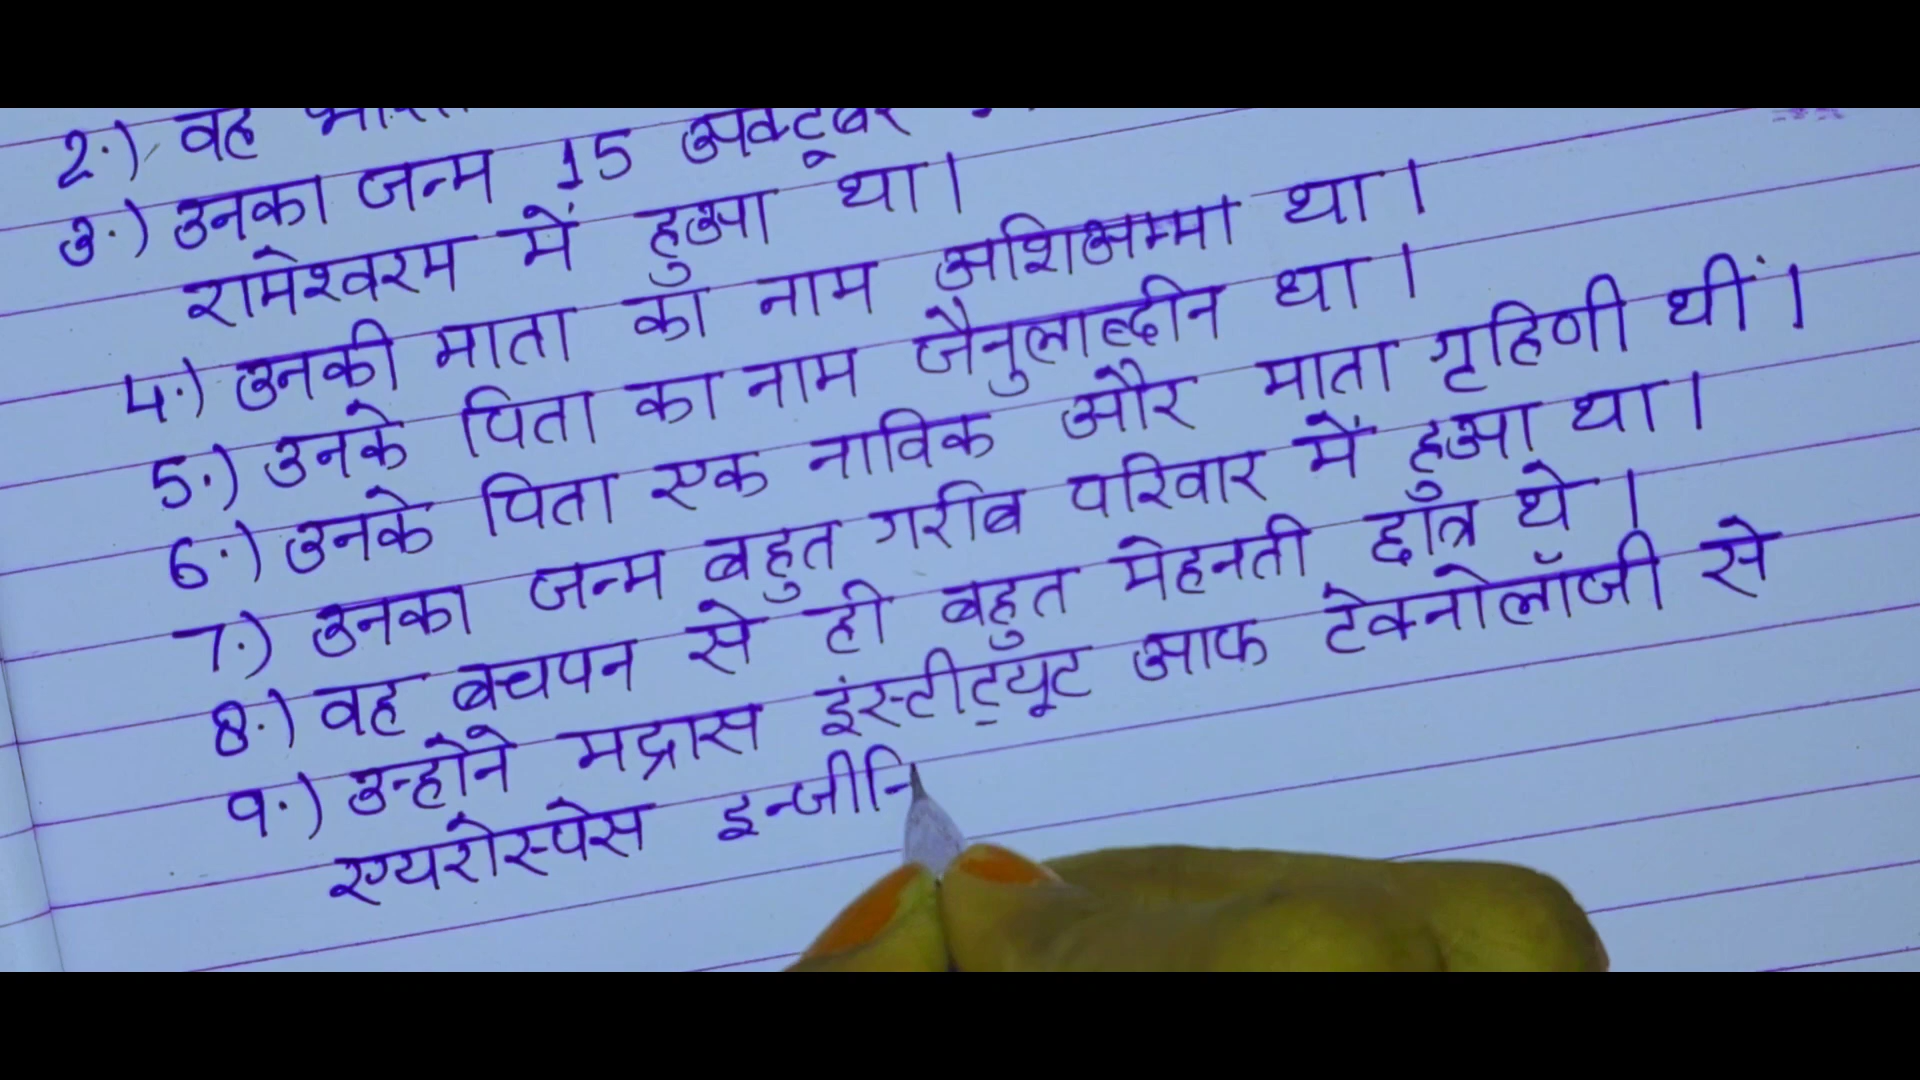 2.) वह
3.) उनका जन्म 15 अक्टूबर
रामेश्वरम में हुआ था।
4.) उनकी माता का नाम अशिअम्मा था।
5.) उनके पिता का नाम जैनुलाब्दीन था।
6.) उनके पिता एक नाविक और माता गृहिणी थीं।
7.) उनका जन्म बहुत गरीब परिवार में हुआ था।
8.) वह बचपन से ही बहुत मेहनती छात्र थे।
9.) उन्होंने मद्रास इंस्टीट्यूट आफ टेक्नोलॉजी से
एयरोस्पेस इन्जीनि